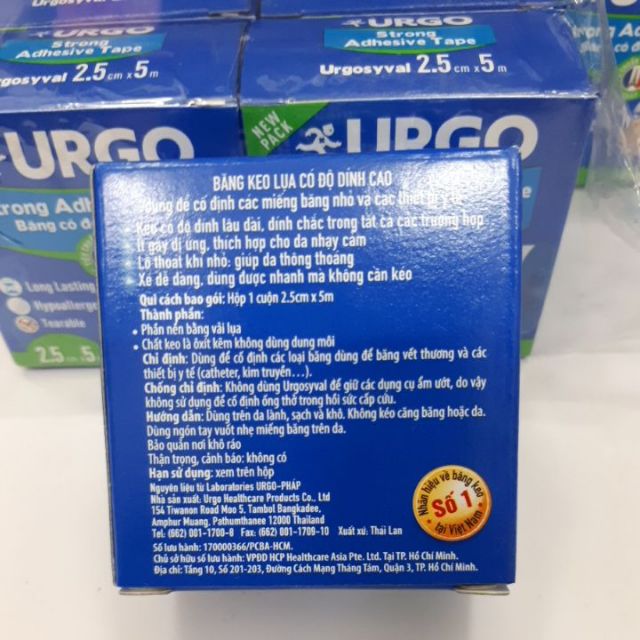 URGO
Strong
Adhesive Tape
Urgosyval 2.5 cm x 5 m
URGO
Strong
Adhesive Tape
Urgosyval 2.5 cm x 5 m
NEW
PACK
URGO
URGO
Long Lasting
Tearable
2.5
BĂNG KEO LỤA CÓ ĐỘ DÍNH CAO
dùng để cố định các miếng băng nhỏ và các thiết bị y tế
• Keo có độ dính lâu dài, dính chắc trong tất cả các trường hợp
• Ít gây dị ứng, thích hợp cho da nhạy cảm
• Lỗ thoát khí nhỏ: giúp da thông thoáng
• Xé dễ dàng, dùng được nhanh mà không cần kéo
Qui cách bao gói: Hộp 1 cuộn 2.5cm x 5m
Thành phần:
• Phần nền bằng vải lụa
• Chất keo là ôxít kẽm không dùng dung môi
Chỉ định: Dùng để cố định các loại băng dùng để băng vết thương và các
thiết bị y tế (catheter, kim truyền…).
Chống chỉ định: Không dùng Urgosyval để giữ các dụng cụ ẩm ướt, do vậy
không sử dụng để cố định ống thở trong hồi sức cấp cứu.
Hướng dẫn: Dùng trên da lành, sạch và khô. Không kéo căng băng hoặc da.
Dùng ngón tay vuốt nhẹ miếng băng trên da.
Bảo quản nơi khô ráo
Thận trọng, cảnh báo: không có
Hạn sử dụng: xem trên hộp
Nguyên liệu từ Laboratories URGO-PHÁP
Nhà sản xuất: Urgo Healthcare Products Co., Ltd
154 Tiwanon Road Moo 5. Tambol Bangkadee,
Amphur Muang, Pathumthanee 12000 Thailand
Tel: (662) 001-1700-8 Fax: (662) 001-1709-10 Xuất xứ: Thái Lan
Số lưu hành: 170000366/PCBA-HCM.
Chủ sở hữu số lưu hành: VPĐD HCP Healthcare Asia Pte. Ltd. Tại TP. Hồ Chí Minh.
Địa chỉ: Tầng 10, Số 201-203, Đường Cách Mạng Tháng Tám, Quận 3, TP. Hồ Chí Minh.
Nhãn hiệu về băng keo
Số 1
tại Việt Nam